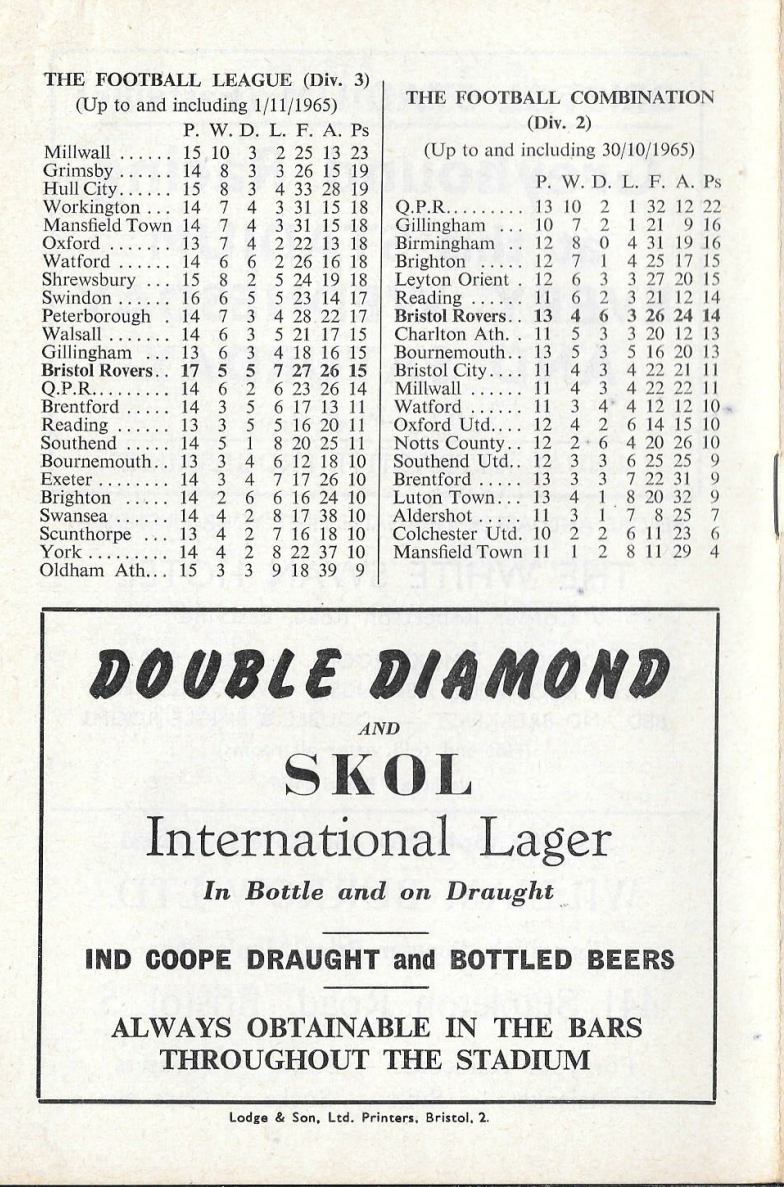 THE FOOTBALL LEAGUE (Div. 3)
(Up to and including 1/11/1965)
P. W. D. L. F. A. Ps
Millwall ...... 15 10 3 2 25 13 23
Grimsby ...... 14 8 3 3 26 15 19
Hull City...... 15 8 3 4 33 28 19
Workington ... 14 7 4 3 31 15 18
Mansfield Town 14 7 4 3 31 15 18
Oxford ....... 13 7 4 2 22 13 18
Watford ...... 14 6 6 2 26 16 18
Shrewsbury ... 15 8 2 5 24 19 18
Swindon ...... 16 6 5 5 23 14 17
Peterborough . 14 7 3 4 28 22 17
Walsall ...... 14 6 3 5 21 17 15
Gillingham ... 13 6 3 4 18 16 15
Bristol Rovers.. 17 5 5 7 27 26 15
Q.P.R......... 14 6 2 6 23 26 14
Brentford ..... 14 3 5 6 17 13 11
Reading ...... 13 3 5 5 16 20 11
Southend ..... 14 5 1 8 20 25 11
Bournemouth.. 13 3 4 6 12 18 10
Exeter ........ 14 3 4 7 17 26 10
Brighton ..... 14 2 6 6 16 24 10
Swansea ...... 14 4 2 8 17 38 10
Scunthorpe ... 13 4 2 7 16 18 10
York ......... 14 4 2 8 22 37 10
Oldham Ath... 15 3 3 9 18 39 9
THE FOOTBALL COMBINATION
(Div. 2)
(Up to and including 30/10/1965)
P. W. D. L. F. A. Ps
Q.P.R......... 13 10 2 1 32 12 22
Gillingham ... 10 7 2 1 21 9 16
Birmingham .. 12 8 0 4 31 19 16
Brighton ...... 12 7 1 4 25 17 15
Leyton Orient . 12 6 3 3 27 20 15
Reading ...... 11 6 2 3 21 12 14
Bristol Rovers.. 13 4 6 3 26 24 14
Charlton Ath.. 11 5 3 3 20 12 13
Bournemouth.. 13 5 3 5 16 20 13
Bristol City.... 11 4 3 4 22 21 11
Millwall ...... 11 4 3 4 22 22 11
Watford ...... 11 3 4 4 12 12 10
Oxford Utd.... 12 4 2 6 14 15 10
Notts County.. 12 2 6 4 20 26 10
Southend Utd.. 12 3 3 6 25 25 9
Brentford ..... 13 3 3 7 22 31 9
Luton Town... 13 4 1 8 20 32 9
Aldershot ..... 11 3 1 7 8 25 7
Colchester Utd. 10 2 2 6 11 23 6
Mansfield Town 11 1 2 8 11 29 4
DOUBLE DIAMOND
AND
SKOL
International Lager
In Bottle and on Draught
IND COOPE DRAUGHT and BOTTLED BEERS
ALWAYS OBTAINABLE IN THE BARS
THROUGHOUT THE STADIUM
Lodge & Son, Ltd. Printers, Bristol, 2.